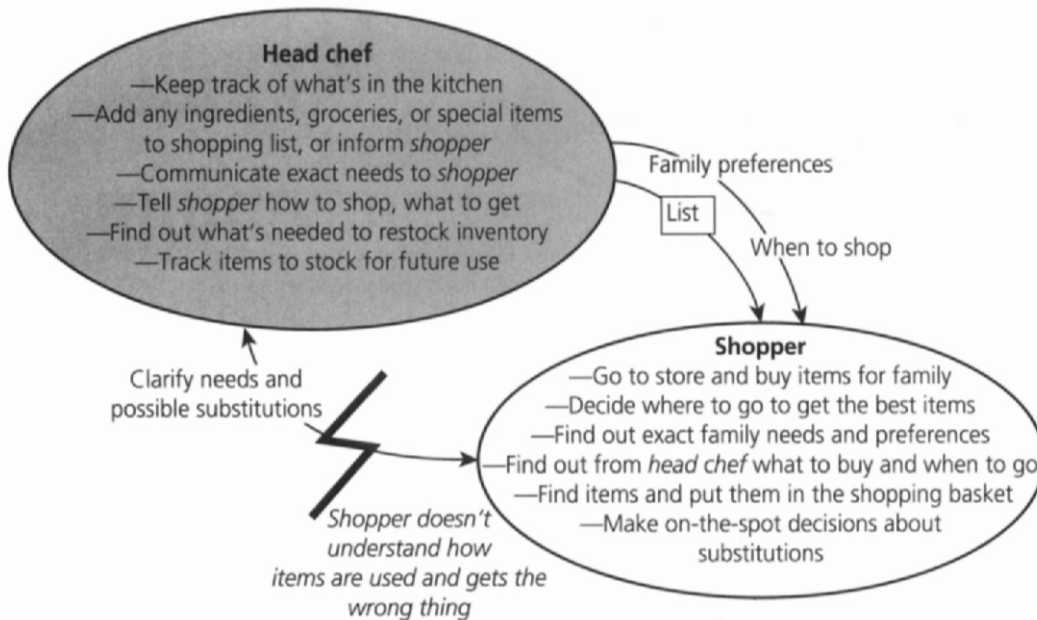 Head chef
—Keep track of what's in the kitchen
—Add any ingredients, groceries, or special items
to shopping list, or inform shopper
—Communicate exact needs to shopper
—Tell shopper how to shop, what to get
—Find out what's needed to restock inventory
—Track items to stock for future use
Family preferences
List
When to shop
Clarify needs and
possible substitutions
Shopper doesn't
understand how
items are used and gets the
wrong thing
Shopper
—Go to store and buy items for family
—Decide where to go to get the best items
—Find out exact family needs and preferences
—Find out from head chef what to buy and when to go
—Find items and put them in the shopping basket
—Make on-the-spot decisions about
substitutions